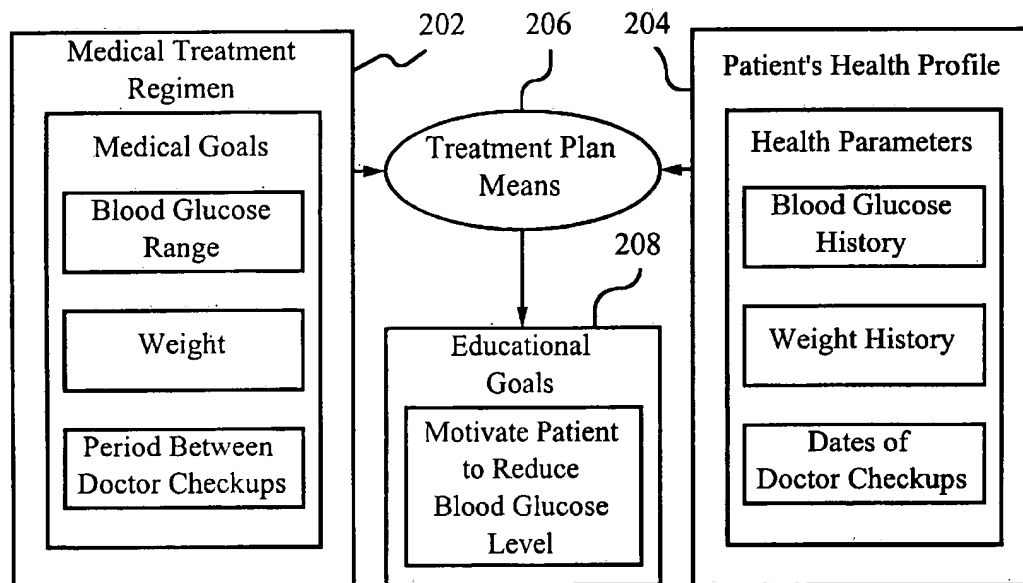 202
206
204
Medical Treatment
Regimen
Medical Goals
Blood Glucose
Range
Weight
Period Between
Doctor Checkups
Treatment Plan
Means
208
Educational
Goals
Motivate Patient
to Reduce
Blood Glucose
Level
Patient's Health Profile
Health Parameters
Blood Glucose
History
Weight History
Dates of
Doctor Checkups